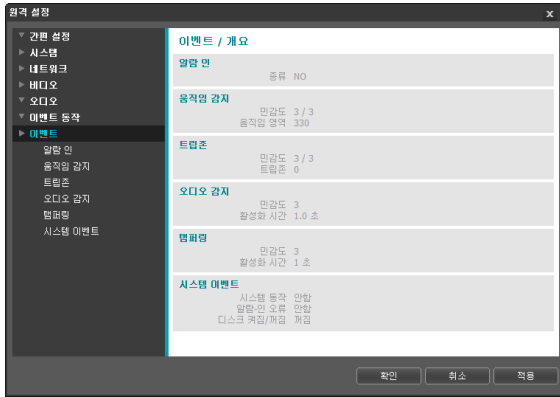 원격 설정
x
간편 설정
시스템
네트워크
비디오
오디오
이벤트 동작
이벤트
알람 인
움직임 감지
트립존
오디오 감지
탬퍼링
시스템 이벤트
이벤트 / 개요
알람 인
종류 NO
움직임 감지
민감도 3 / 3
움직임 영역 330
트립존
민감도 3 / 3
트립존 0
오디오 감지
민감도 3
활성화 시간 1.0 초
탬퍼링
민감도 3
활성화 시간 1 초
시스템 이벤트
시스템 동작 안함
알람-인 오류 안함
디스크 켜짐/꺼짐 꺼짐
확인
취소
적용